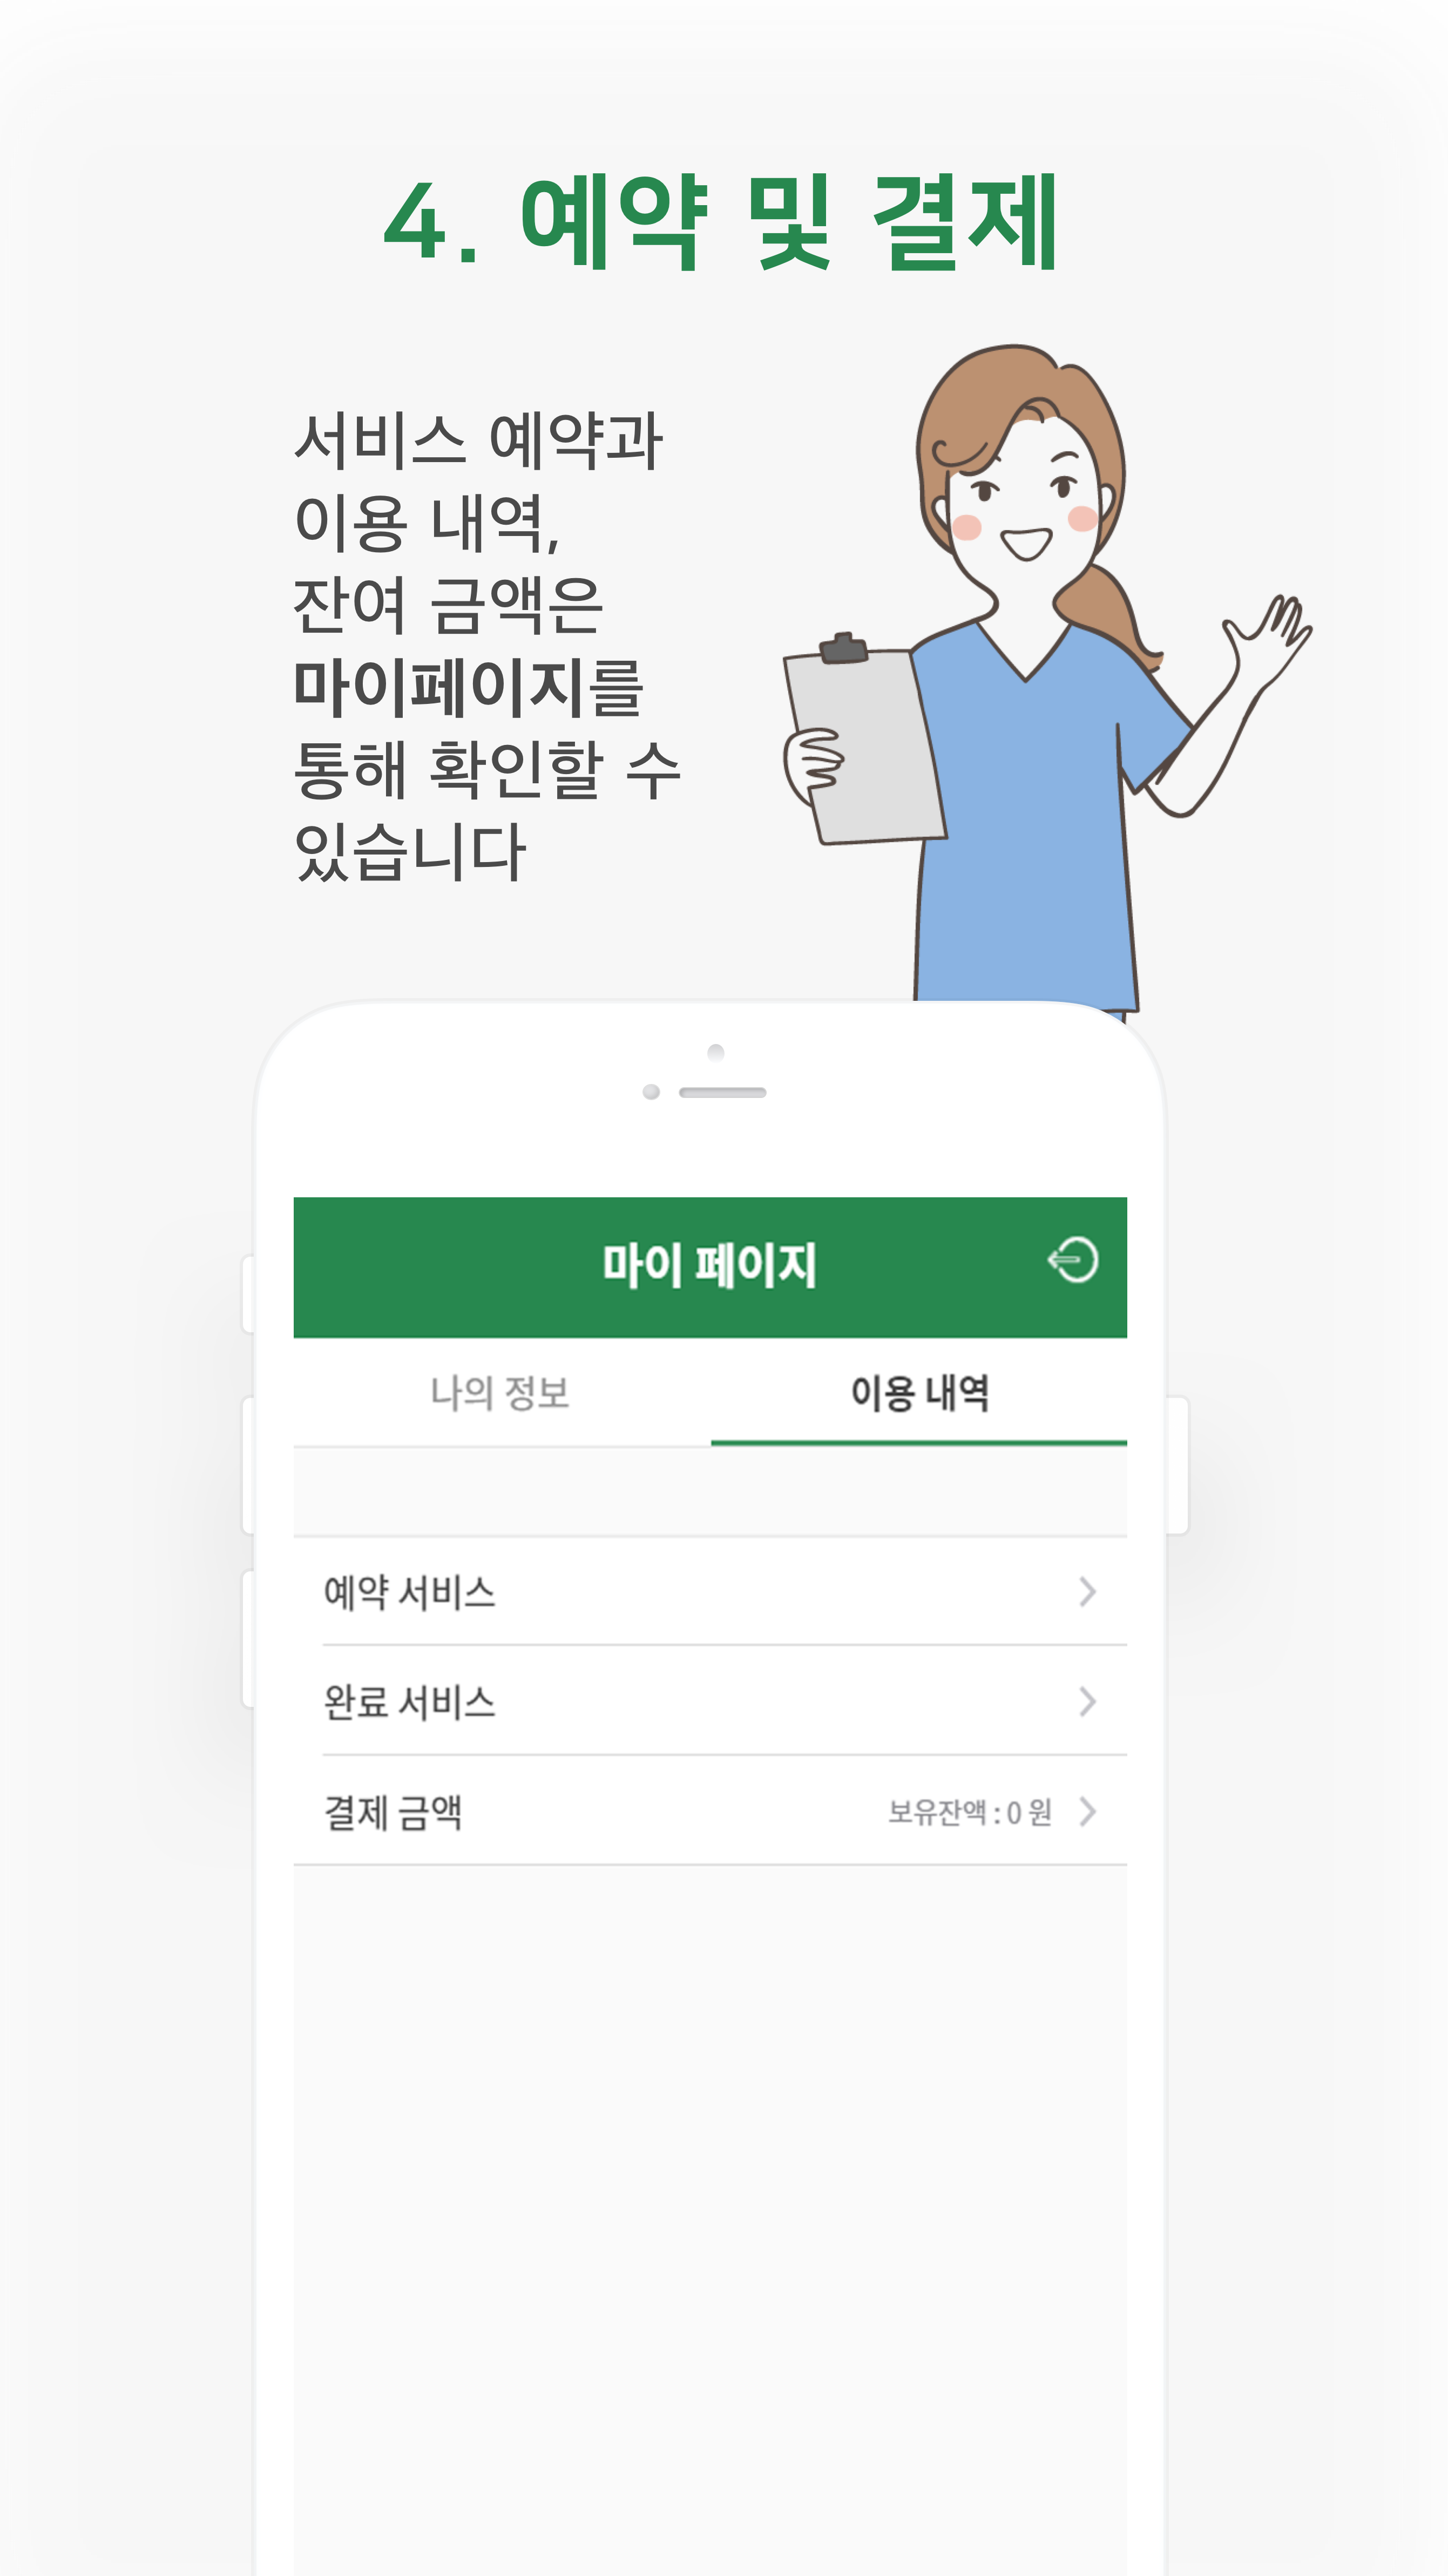 4. 예약 및 결제
서비스 예약과
이용 내역,
잔여 금액은
마이페이지를
통해 확인할 수
있습니다
마이 페이지
나의 정보
이용 내역
예약 서비스
완료 서비스
결제 금액
보유잔액 : 0 원